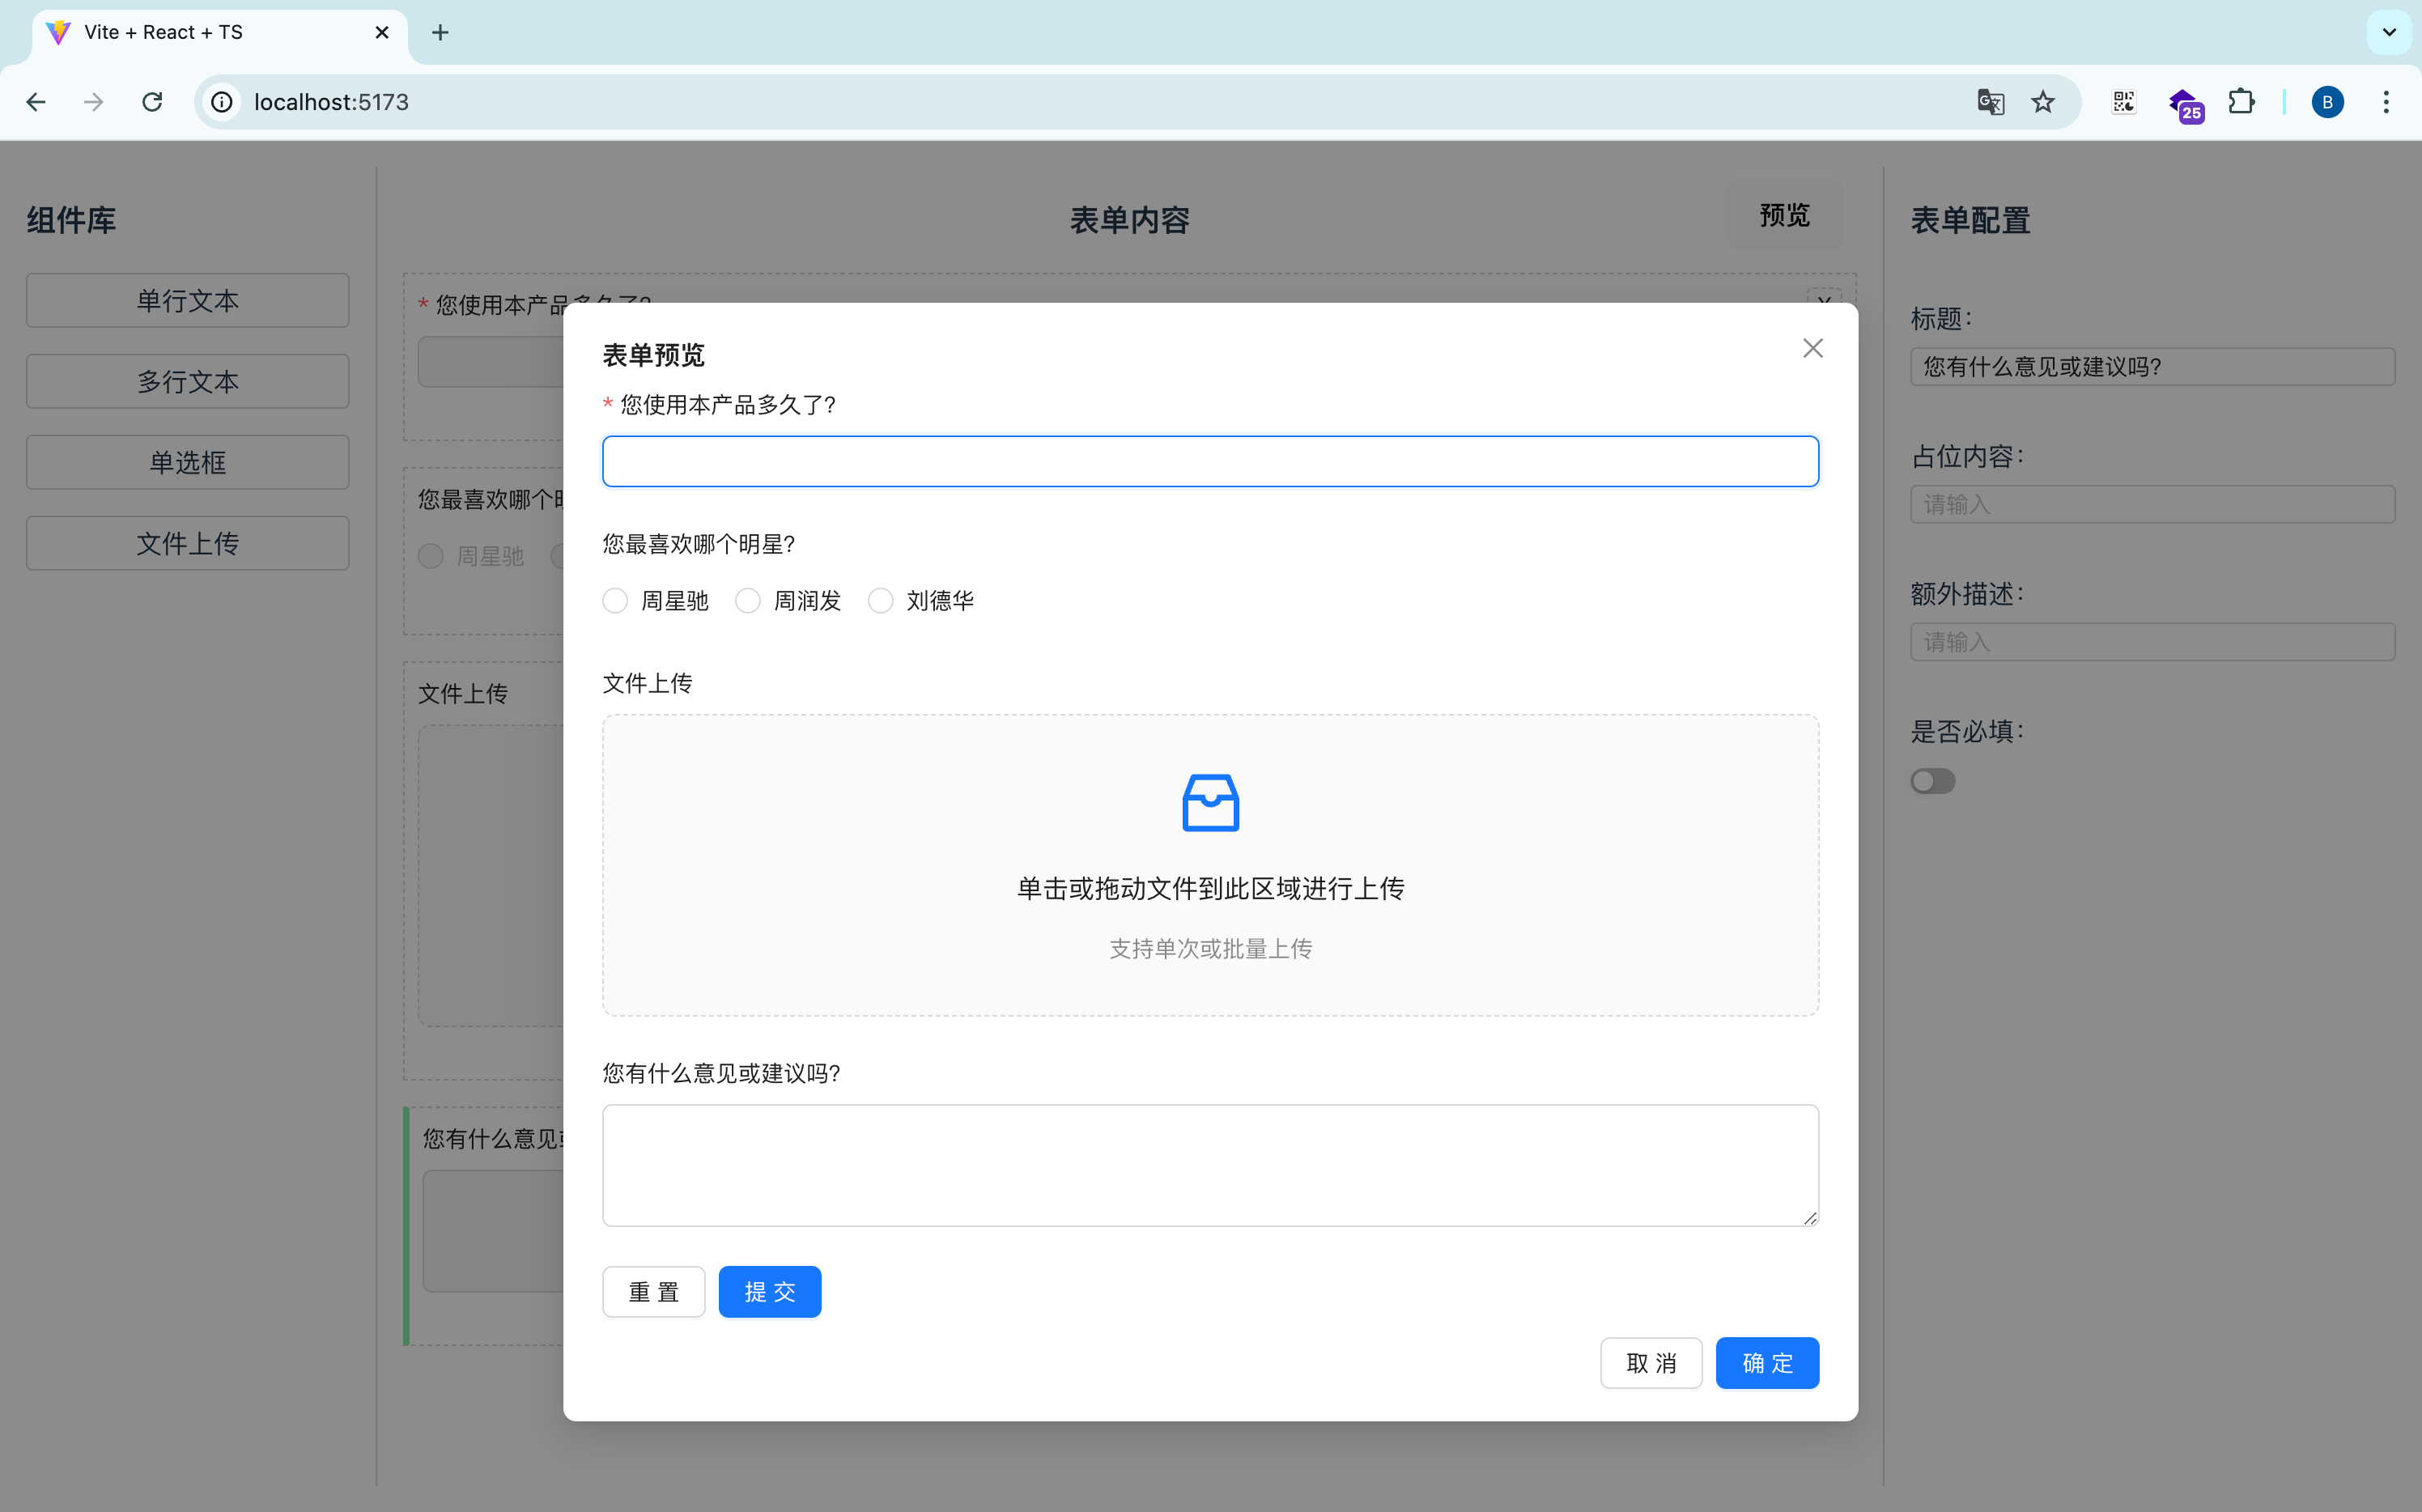 Vite + React + TS
localhost:5173
25
B
组件库
单行文本
多行文本
单选框
文件上传
表单内容
预览
* 您使用本产品多久了?
您最喜欢哪个明
周星驰
文件上传
您有什么意见或
表单预览
* 您使用本产品多久了?
您最喜欢哪个明星?
周星驰 周润发 刘德华
文件上传
单击或拖动文件到此区域进行上传
支持单次或批量上传
您有什么意见或建议吗?
重 置 提 交
取 消 确 定
表单配置
标题:
您有什么意见或建议吗?
占位内容:
请输入
额外描述:
请输入
是否必填: